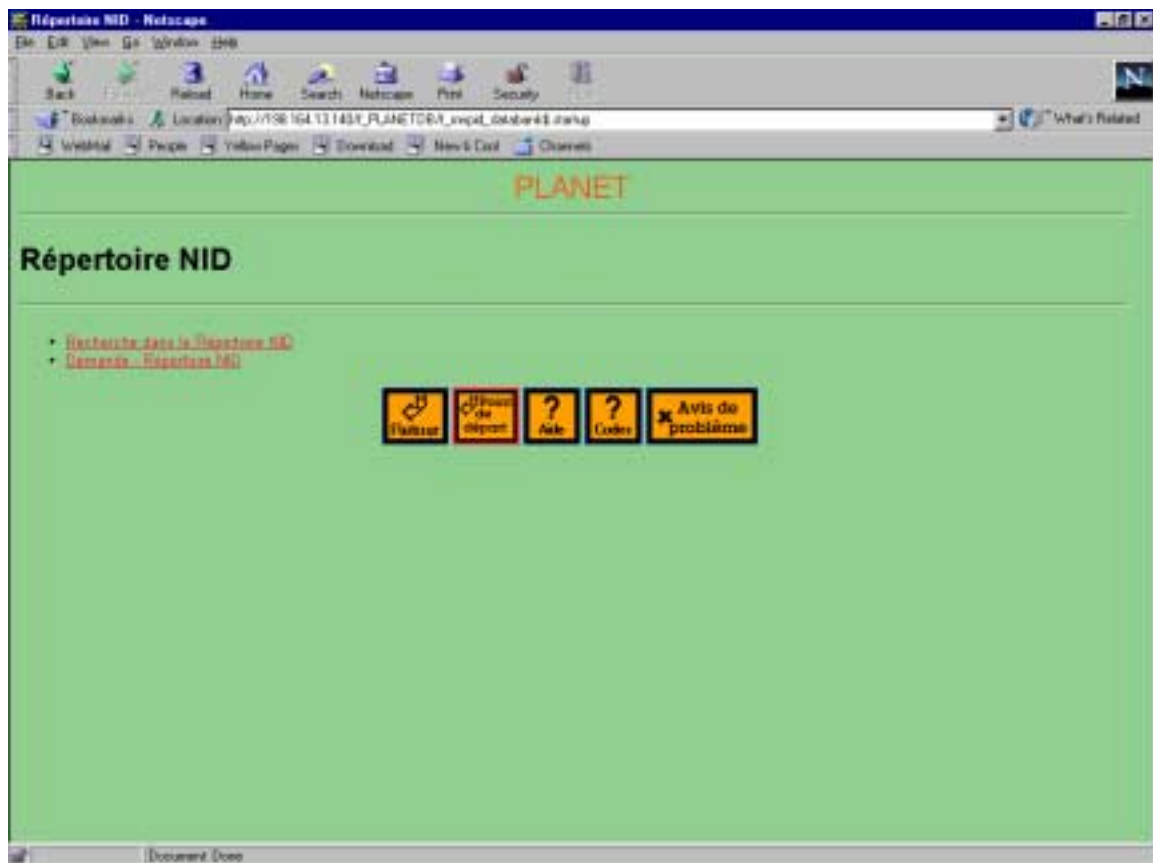 Répertoire NID - Netscape
File Edit View Go Window Help
Back Reload Home Search Netscape Print Security
Bookmarks Location: What's Related
WebMail People Yellow Pages Download New & Cool Channels
PLANET
Répertoire NID
Recherche dans le Répertoire NID
Demande - Répertoire NID
Retour
Point de départ
? Aide
? Codes
Avis de problème
Document: Done